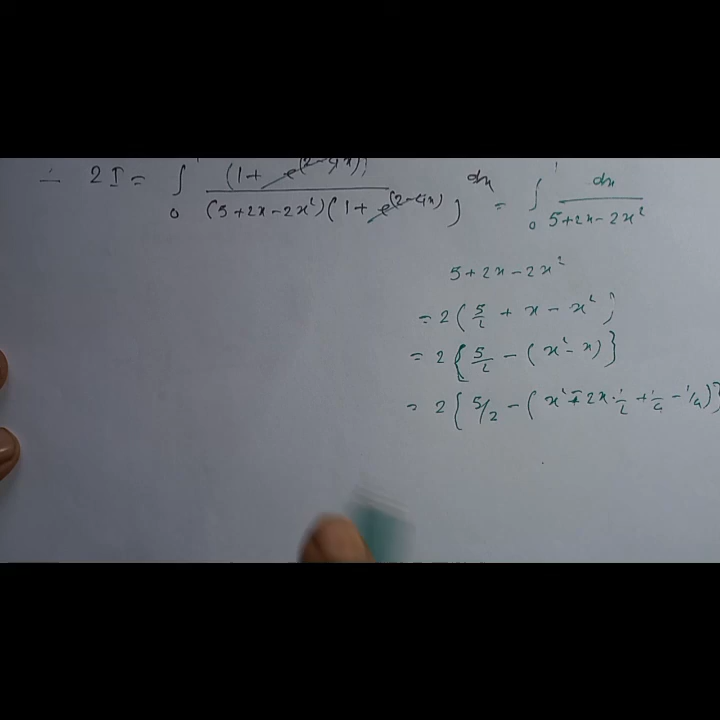 ∴ 2I = ∫₀¹ (1 + e^(2-4x)) / (5+2x-2x²)(1+e^(2-4x)) dx = ∫₀¹ dx / 5+2x-2x²
5+2x-2x²
= 2(5/2 + x - x²)
= 2{5/2 - (x²-x)}
= 2{5/2 - (x² - 2x·1/2 + 1/4 - 1/4)}